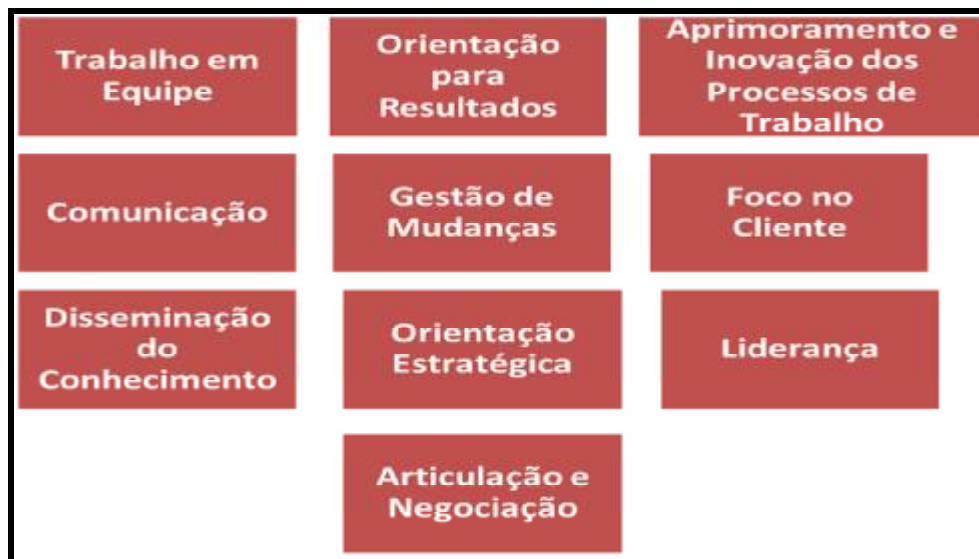 Trabalho em
Equipe
Orientação
para
Resultados
Aprimoramento e
Inovação dos
Processos de
Trabalho
Comunicação
Gestão de
Mudanças
Foco no
Cliente
Disseminação
do
Conhecimento
Orientação
Estratégica
Liderança
Articulação e
Negociação